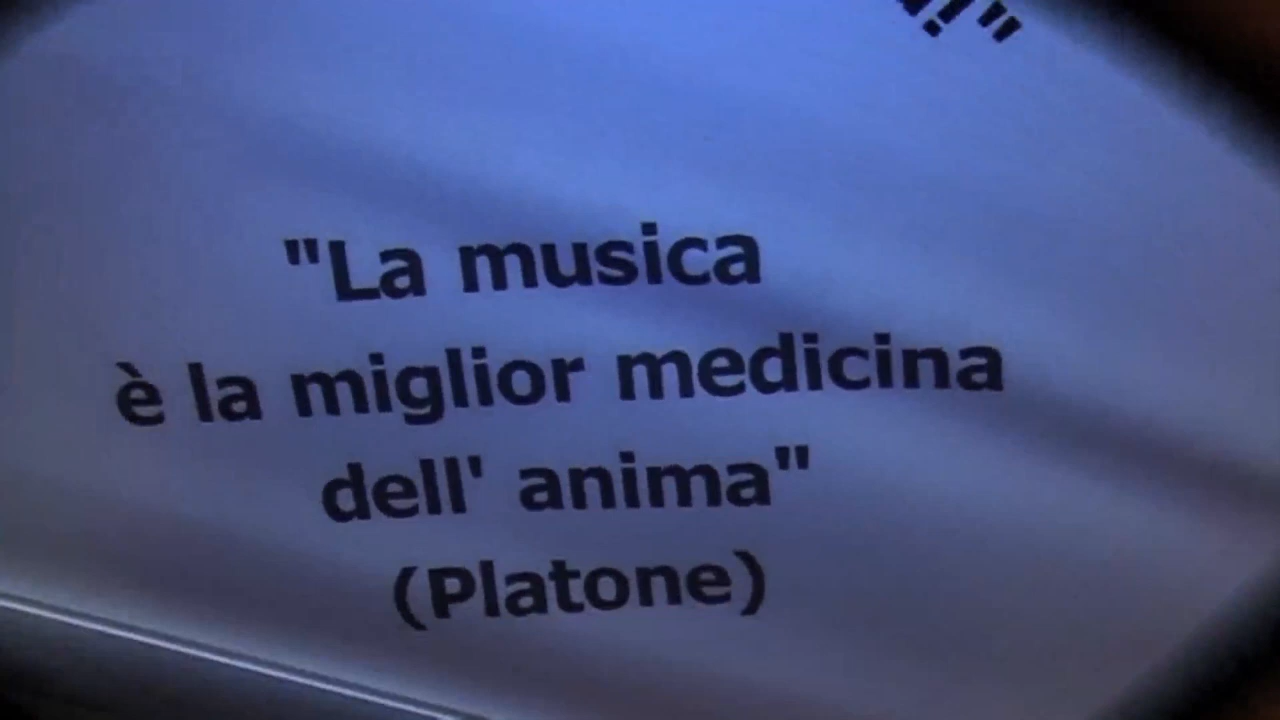 "La musica
è la miglior medicina
dell' anima"
(Platone)